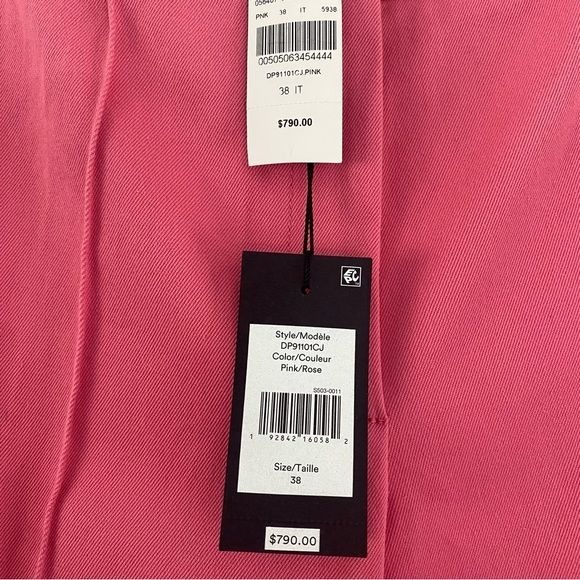 PNK 38 IT 5938
00505063454444
DP91101CJ.PINK
38 IT
$790.00
Style/Modèle
DP91101CJ
Color/Couleur
Pink/Rose
S503-0011
1 92842 16058 2
Size/Taille
38
$790.00